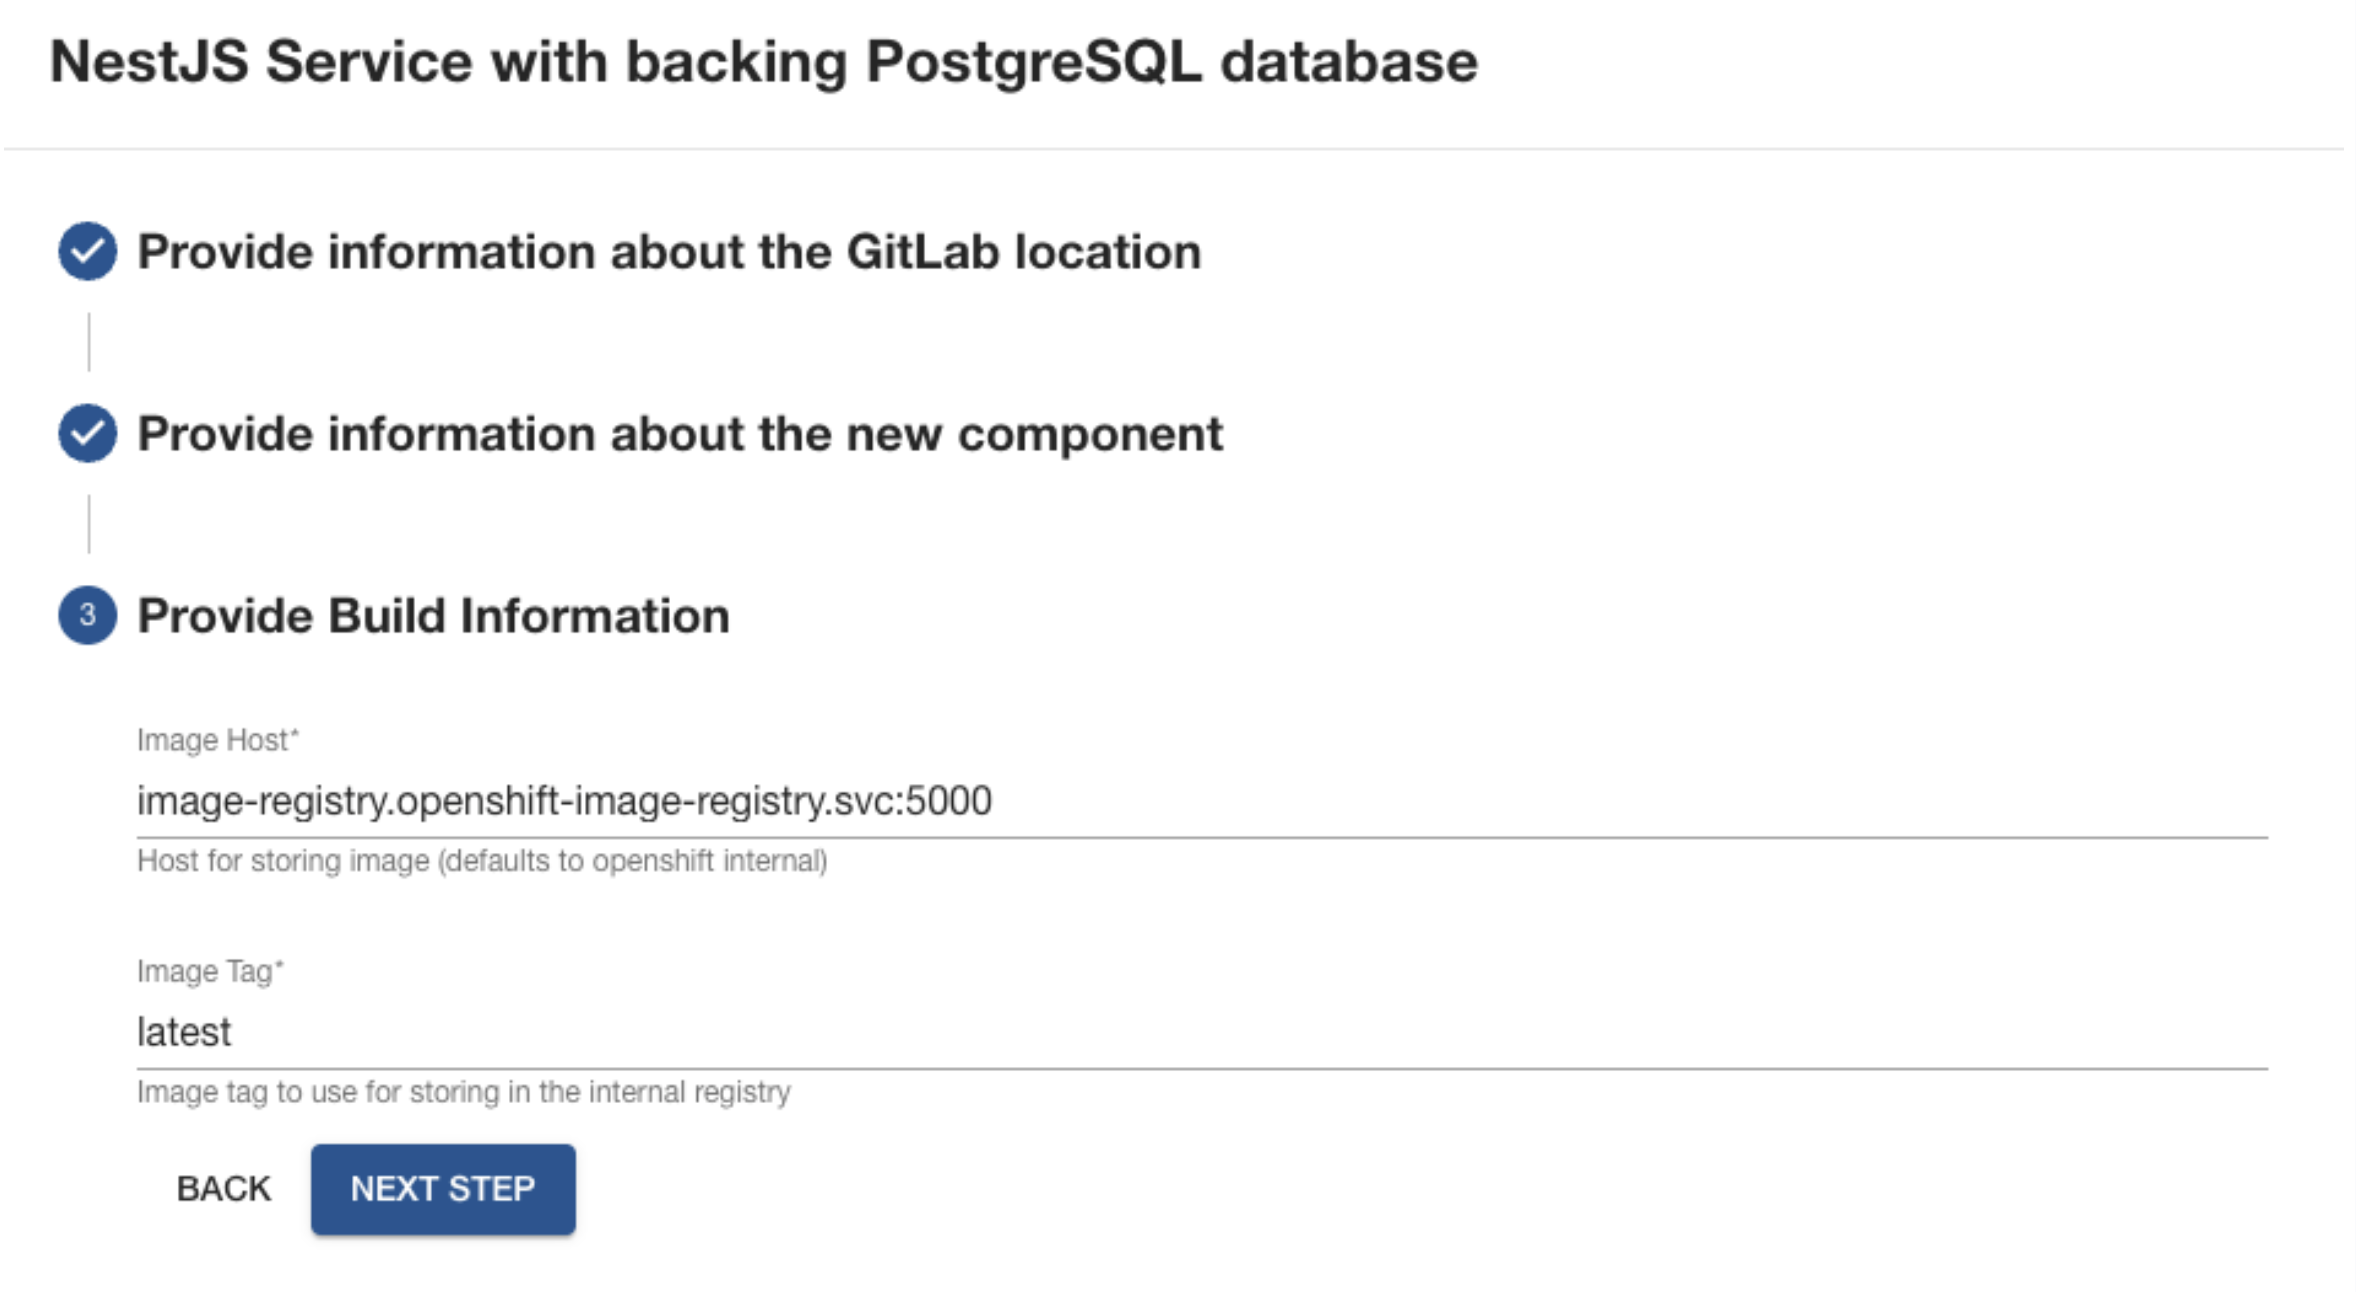 NestJS Service with backing PostgreSQL database
Provide information about the GitLab location
Provide information about the new component
3 Provide Build Information
Image Host*
image-registry.openshift-image-registry.svc:5000
Host for storing image (defaults to openshift internal)
Image Tag*
latest
Image tag to use for storing in the internal registry
BACK NEXT STEP